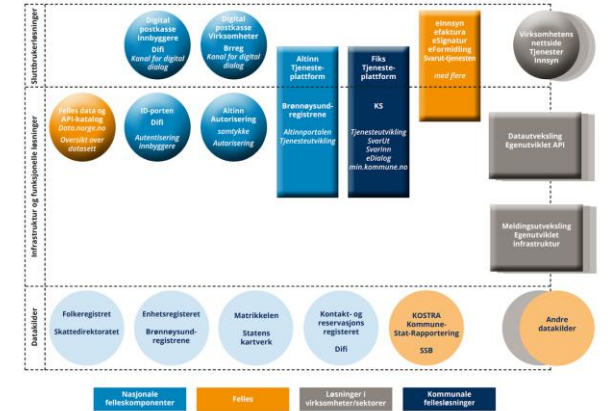 Sluttbrukerløsninger
Digital
postkasse
Innbyggere
Difi
Kanal for digital
dialog
Digital
postkasse
Virksomheter
Brreg
Kanal for digital
dialog
Altinn
Tjeneste-
plattform
Brønnøysund-
registrene
Altinnportalen
Tjenesteutvikling
Fiks
Tjeneste-
plattform
KS
Tjenesteutvikling
SvarUt
SvarInn
eDialog
min.kommune.no
eInnsyn
efaktura
eSignatur
eFormidling
Svarut-tjenesten
med flere
Virksomhetens
nettside
Tjenester
Innsyn
Infrastruktur og funksjonelle løsninger
Felles data og
API-katalog
Data.norge.no
Oversikt over
datasett
ID-porten
Difi
Autentisering
innbyggere
Altinn
Autorisering
samtykke
Autorisering
Datautveksling
Egenutviklet API
Meldingsutveksling
Egenutviklet
infrastruktur
Datakilder
Folkeregistret
Skattedirektoratet
Enhetsregisteret
Brønnøysund-
registrene
Matrikkelen
Statens
kartverk
Kontakt- og
reservasjons
registeret
Difi
KOSTRA
Kommune-
Stat-Rapportering
SSB
Andre
datakilder
Nasjonale
felleskomponenter
Felles
Løsninger i
virksomheter/sektorer
Kommunale
fellesløsninger